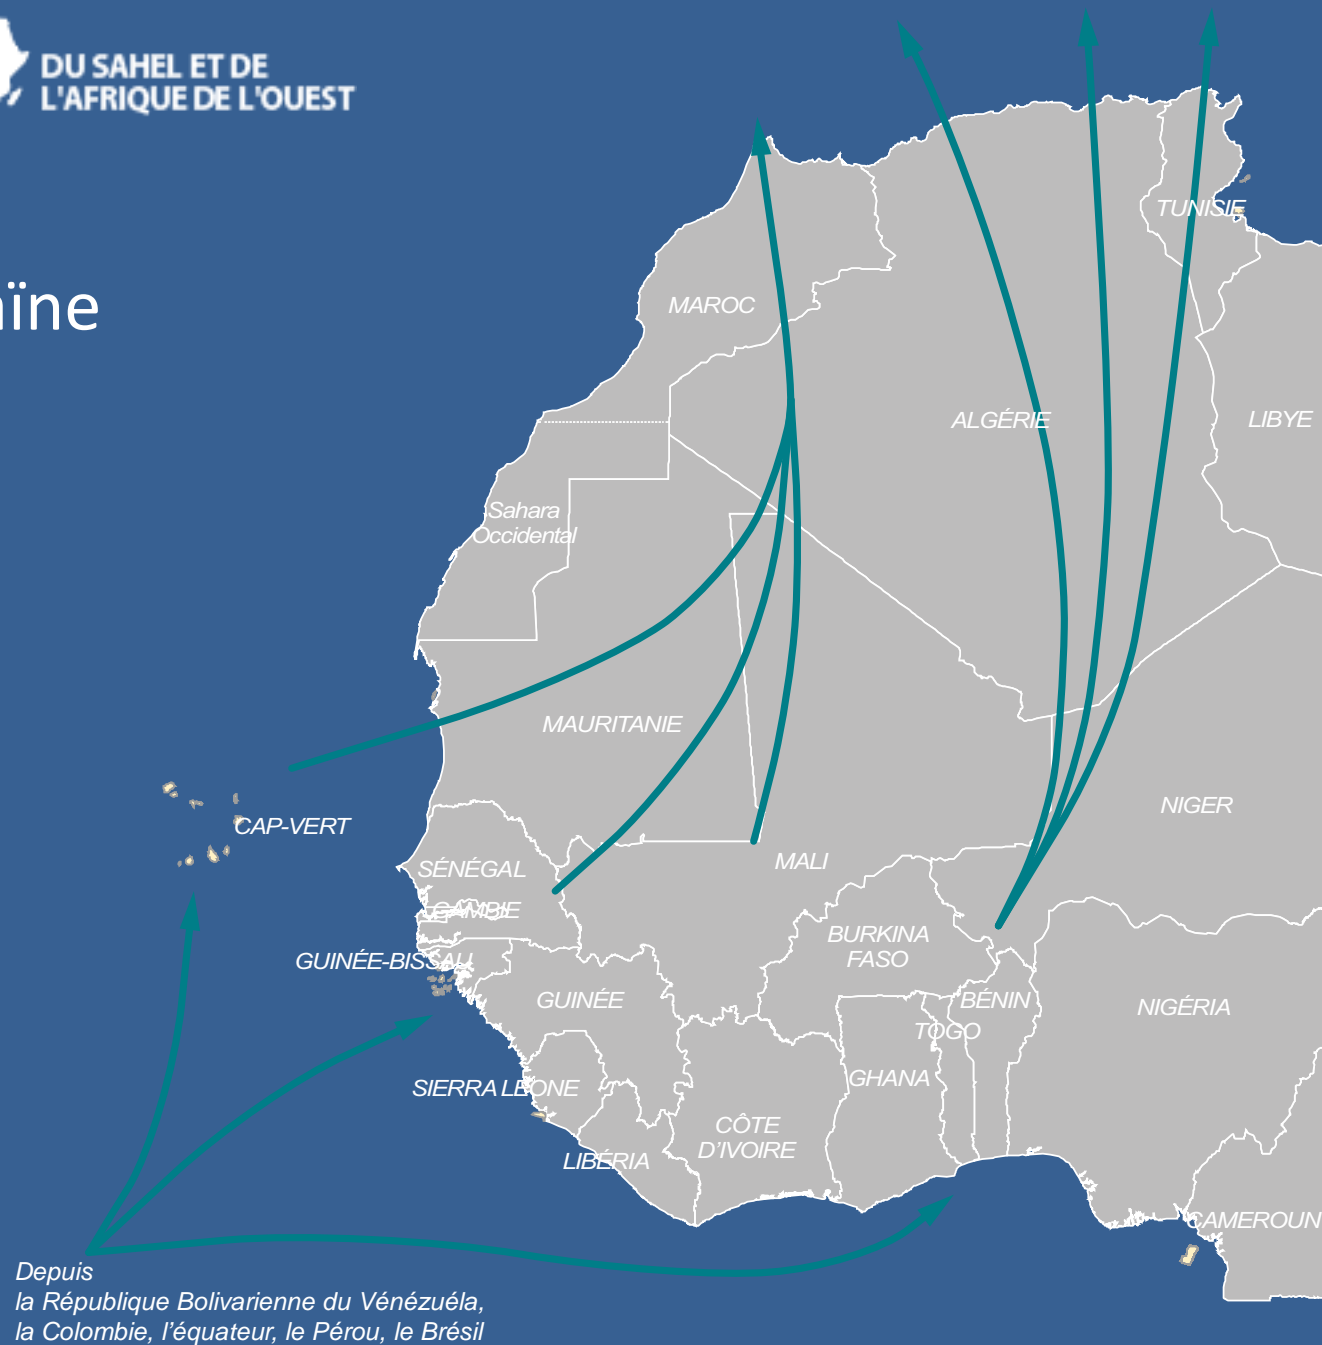 DU SAHEL ET DE
L'AFRIQUE DE L'OUEST
TUNISIE
ïne
MAROC
ALGÉRIE
LIBYE
Sahara
Occidental
MAURITANIE
NIGER
CAP-VERT
MALI
SÉNÉGAL
GAMBIE
BURKINA
FASO
GUINÉE-BISSAU
GUINÉE
BÉNIN
NIGÉRIA
TOGO
GHANA
SIERRA LEONE
CÔTE
D'IVOIRE
LIBÉRIA
CAMEROUN
Depuis
la République Bolivarienne du Vénézuéla,
la Colombie, l'équateur, le Pérou, le Brésil